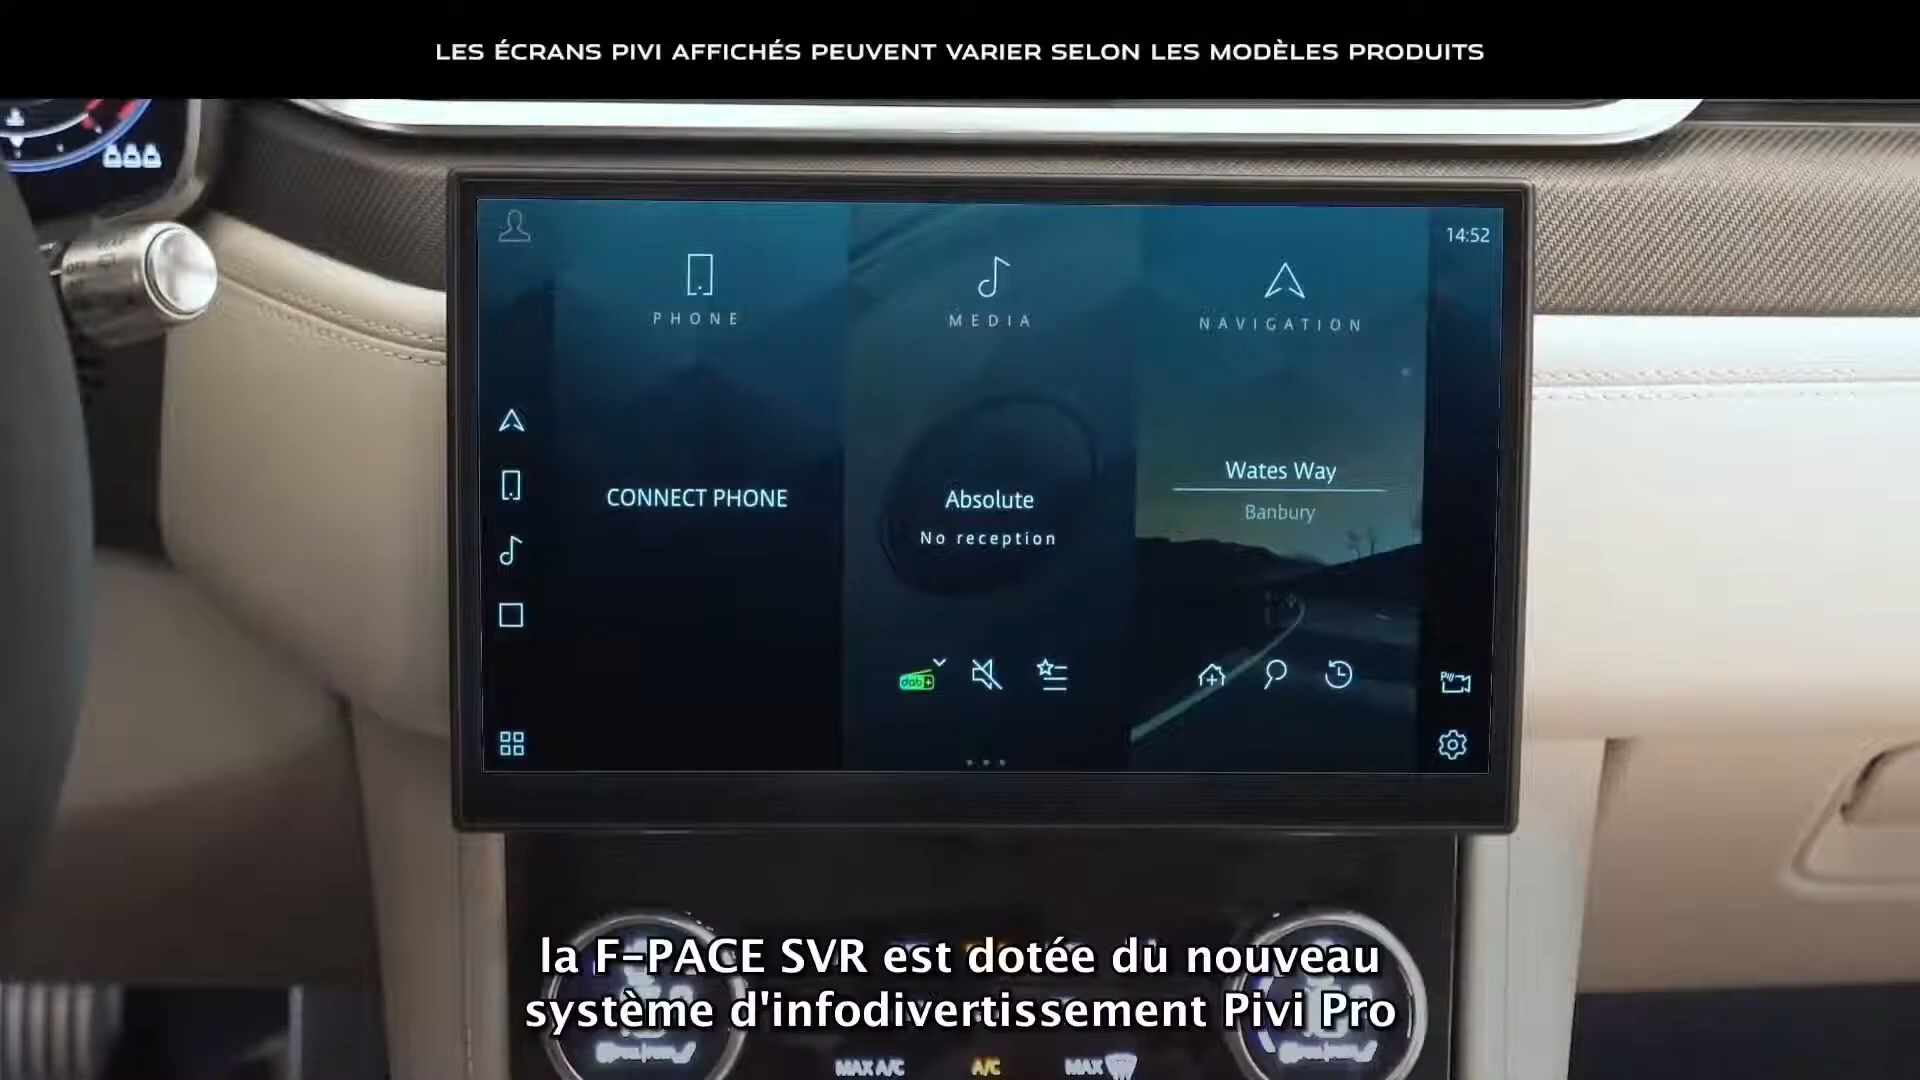 LES ÉCRANS PIVI AFFICHÉS PEUVENT VARIER SELON LES MODÈLES PRODUITS
14:52
PHONE
MEDIA
NAVIGATION
CONNECT PHONE
Absolute
No reception
Wates Way
Banbury
dab+
OFF
la F-PACE SVR est dotée du nouveau
système d'infodivertissement Pivi Pro
MAX A/C
A/C
MAX